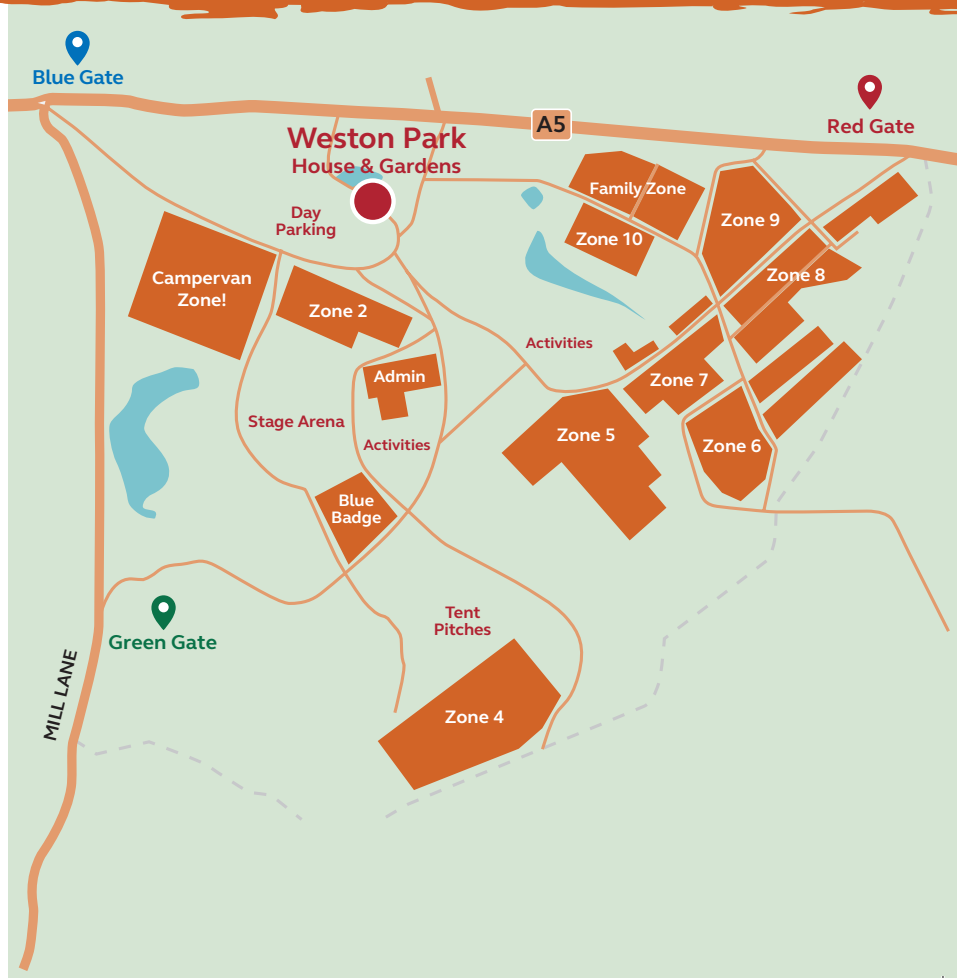 Blue Gate
A5
Red Gate
Weston Park
House & Gardens
Family Zone
Day
Parking
Zone 9
Zone 10
Campervan
Zone!
Zone 8
Zone 2
Activities
Admin
Zone 7
Stage Arena
Activities
Zone 5
Zone 6
Blue
Badge
Tent
Pitches
Green Gate
MILL LANE
Zone 4